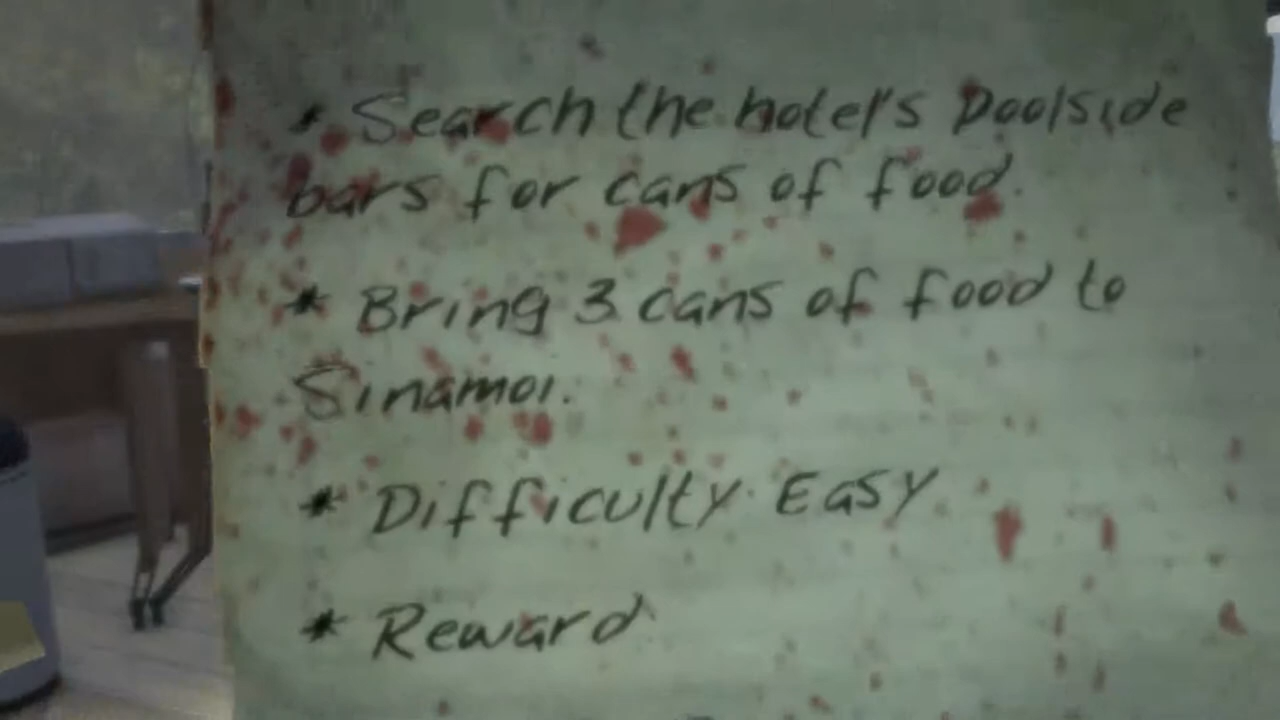 * Search the hotel's Poolside
bars for cans of food.
* Bring 3 cans of food to
Sinamoi.
* Difficulty: Easy
* Reward